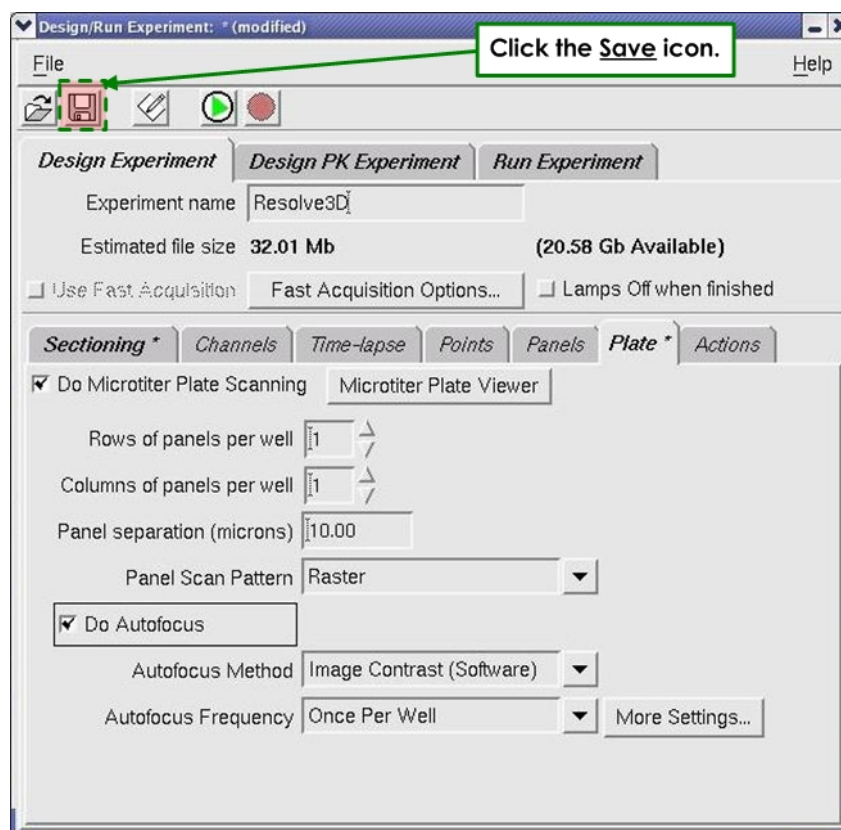 Design/Run Experiment: * (modified)
Click the Save icon.
File
Help
Design Experiment Design PK Experiment Run Experiment
Experiment name Resolve3D
Estimated file size 32.01 Mb (20.58 Gb Available)
Use Fast Acquisition Fast Acquisition Options... Lamps Off when finished
Sectioning * Channels Time-lapse Points Panels Plate * Actions
Do Microtiter Plate Scanning Microtiter Plate Viewer
Rows of panels per well 1
Columns of panels per well 1
Panel separation (microns) 10.00
Panel Scan Pattern Raster
Do Autofocus
Autofocus Method Image Contrast (Software)
Autofocus Frequency Once Per Well More Settings...